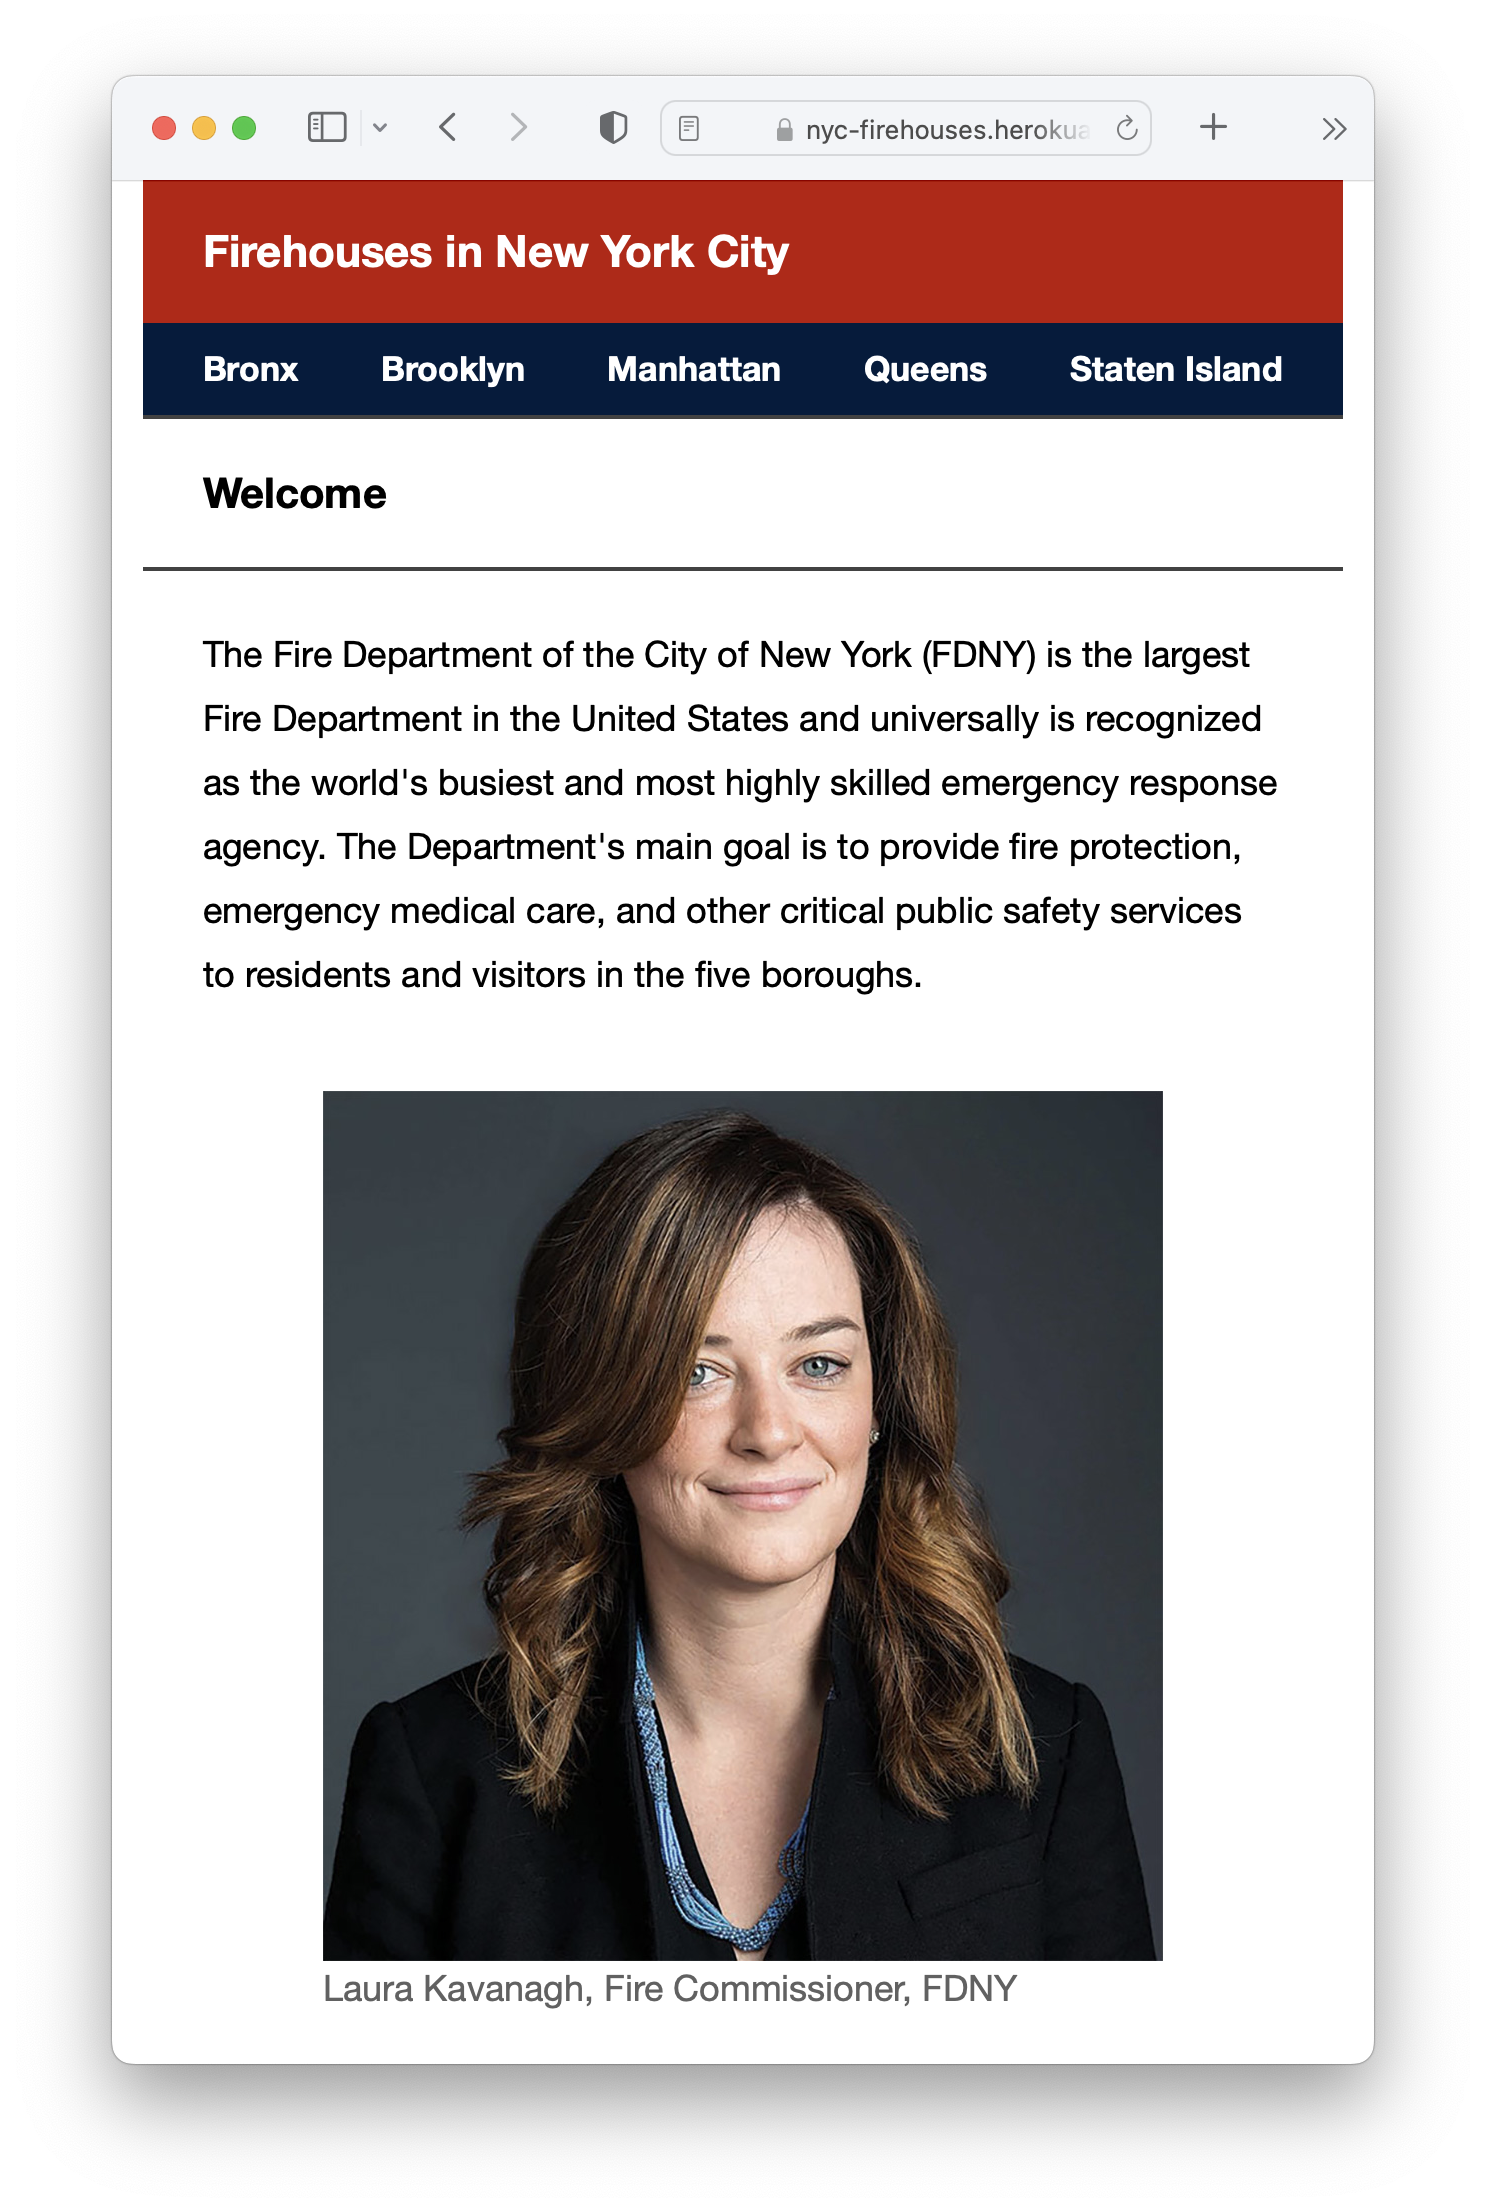 nyc-firehouses.herokua
Firehouses in New York City
Bronx Brooklyn Manhattan Queens Staten Island
Welcome
The Fire Department of the City of New York (FDNY) is the largest
Fire Department in the United States and universally is recognized
as the world's busiest and most highly skilled emergency response
agency. The Department's main goal is to provide fire protection,
emergency medical care, and other critical public safety services
to residents and visitors in the five boroughs.
Laura Kavanagh, Fire Commissioner, FDNY